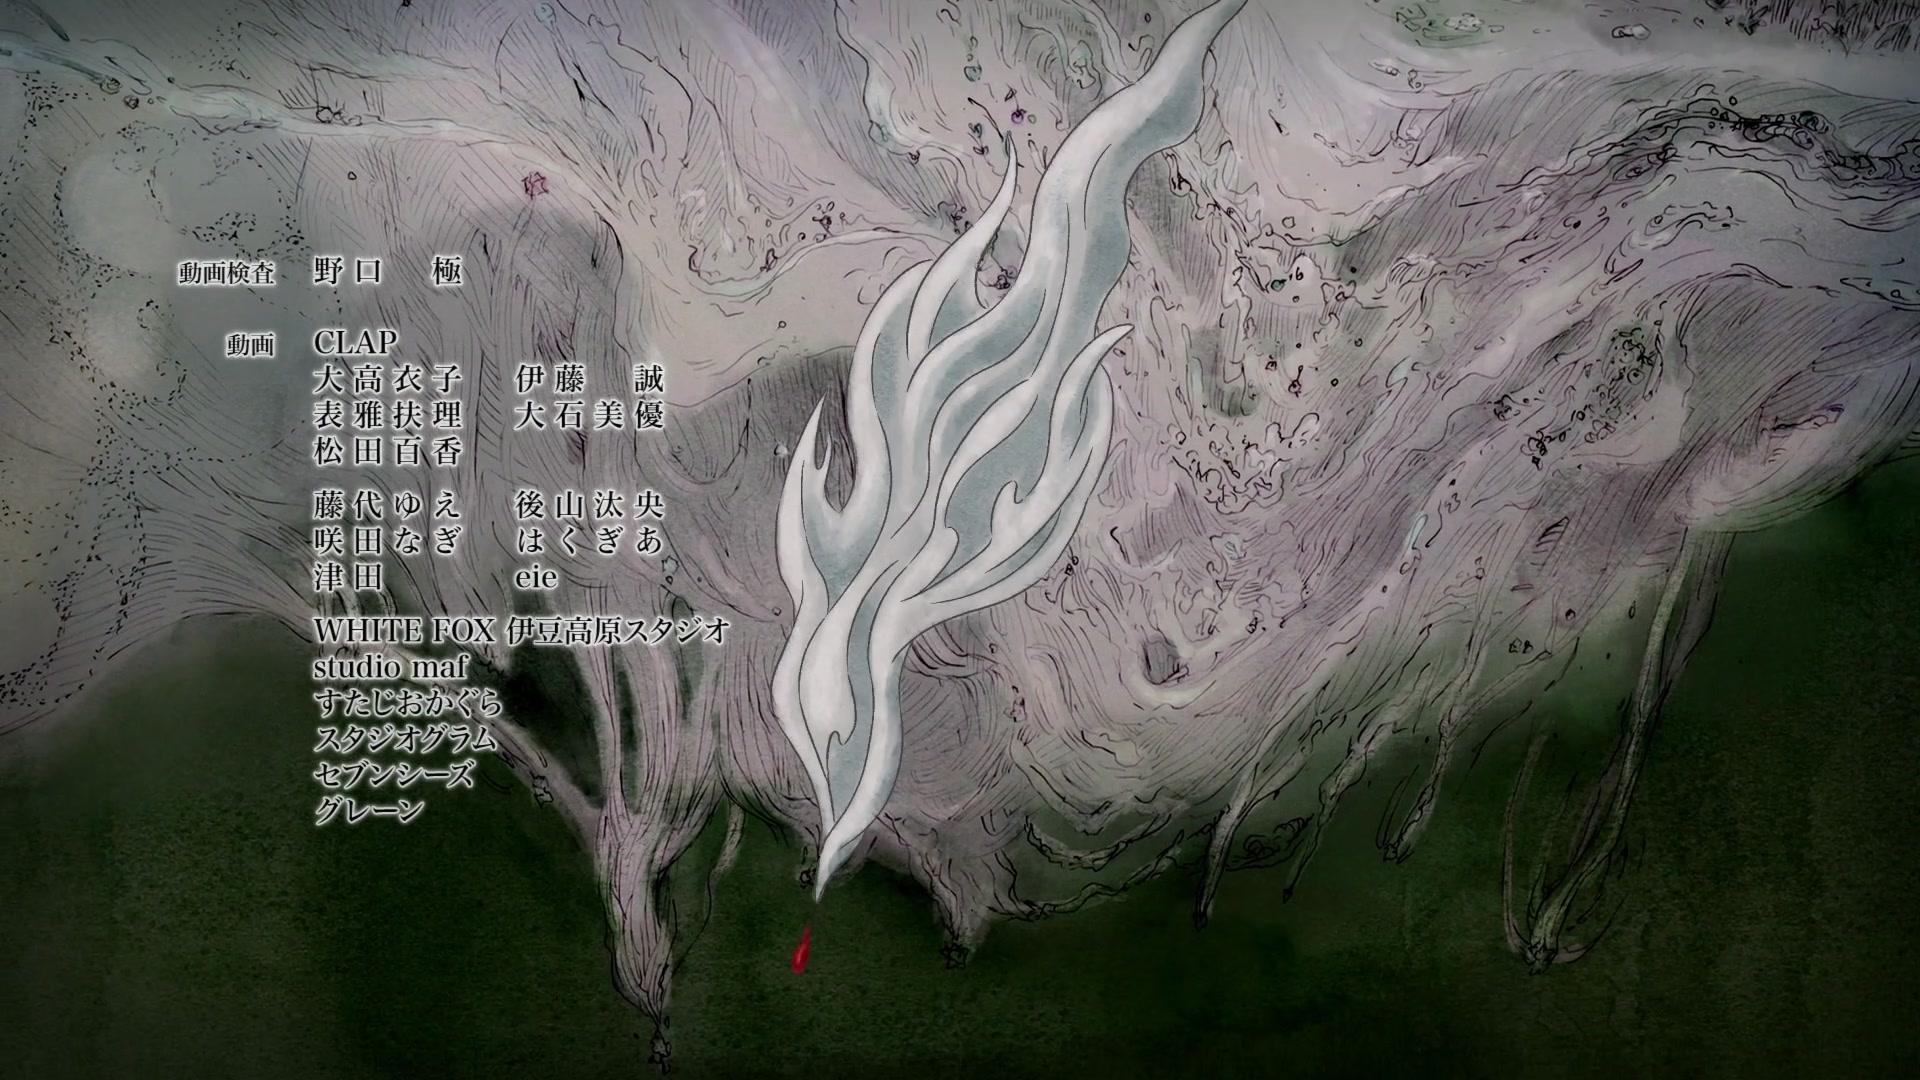 動画検査 野口 極
動画 CLAP
大高衣子 伊藤 誠
表雅扶理 大石美優
松田百香
藤代ゆえ 後山汰央
咲田なぎ はくぎあ
津田 eie
WHITE FOX 伊豆高原スタジオ
studio maf
すたじおかぐら
スタジオグラム
セブンシーズ
グレーン